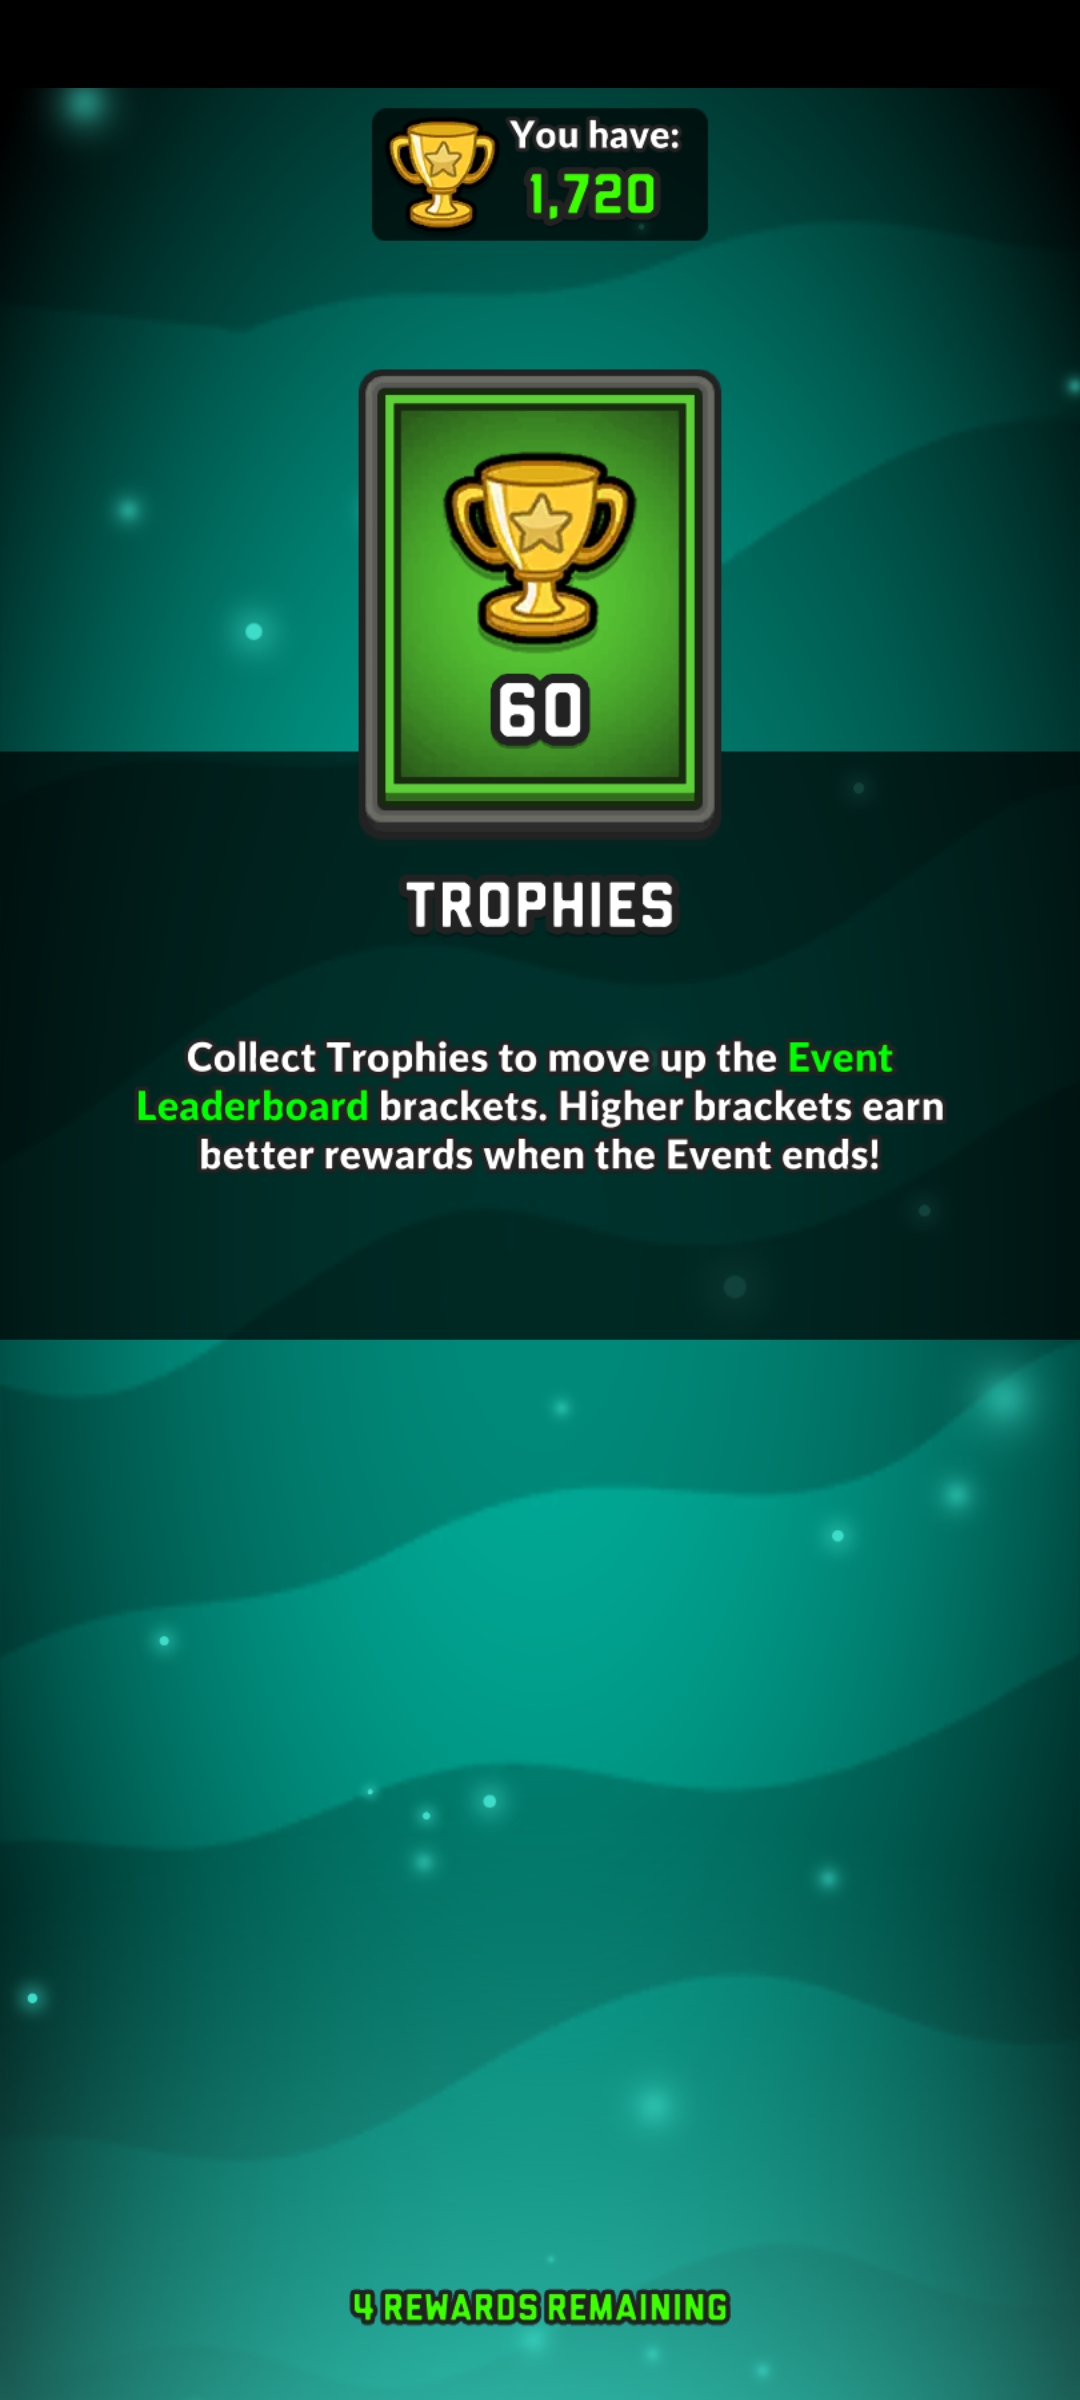 You have:
1,720
60
TROPHIES
Collect Trophies to move up the Event
Leaderboard brackets. Higher brackets earn
better rewards when the Event ends!
4 REWARDS REMAINING